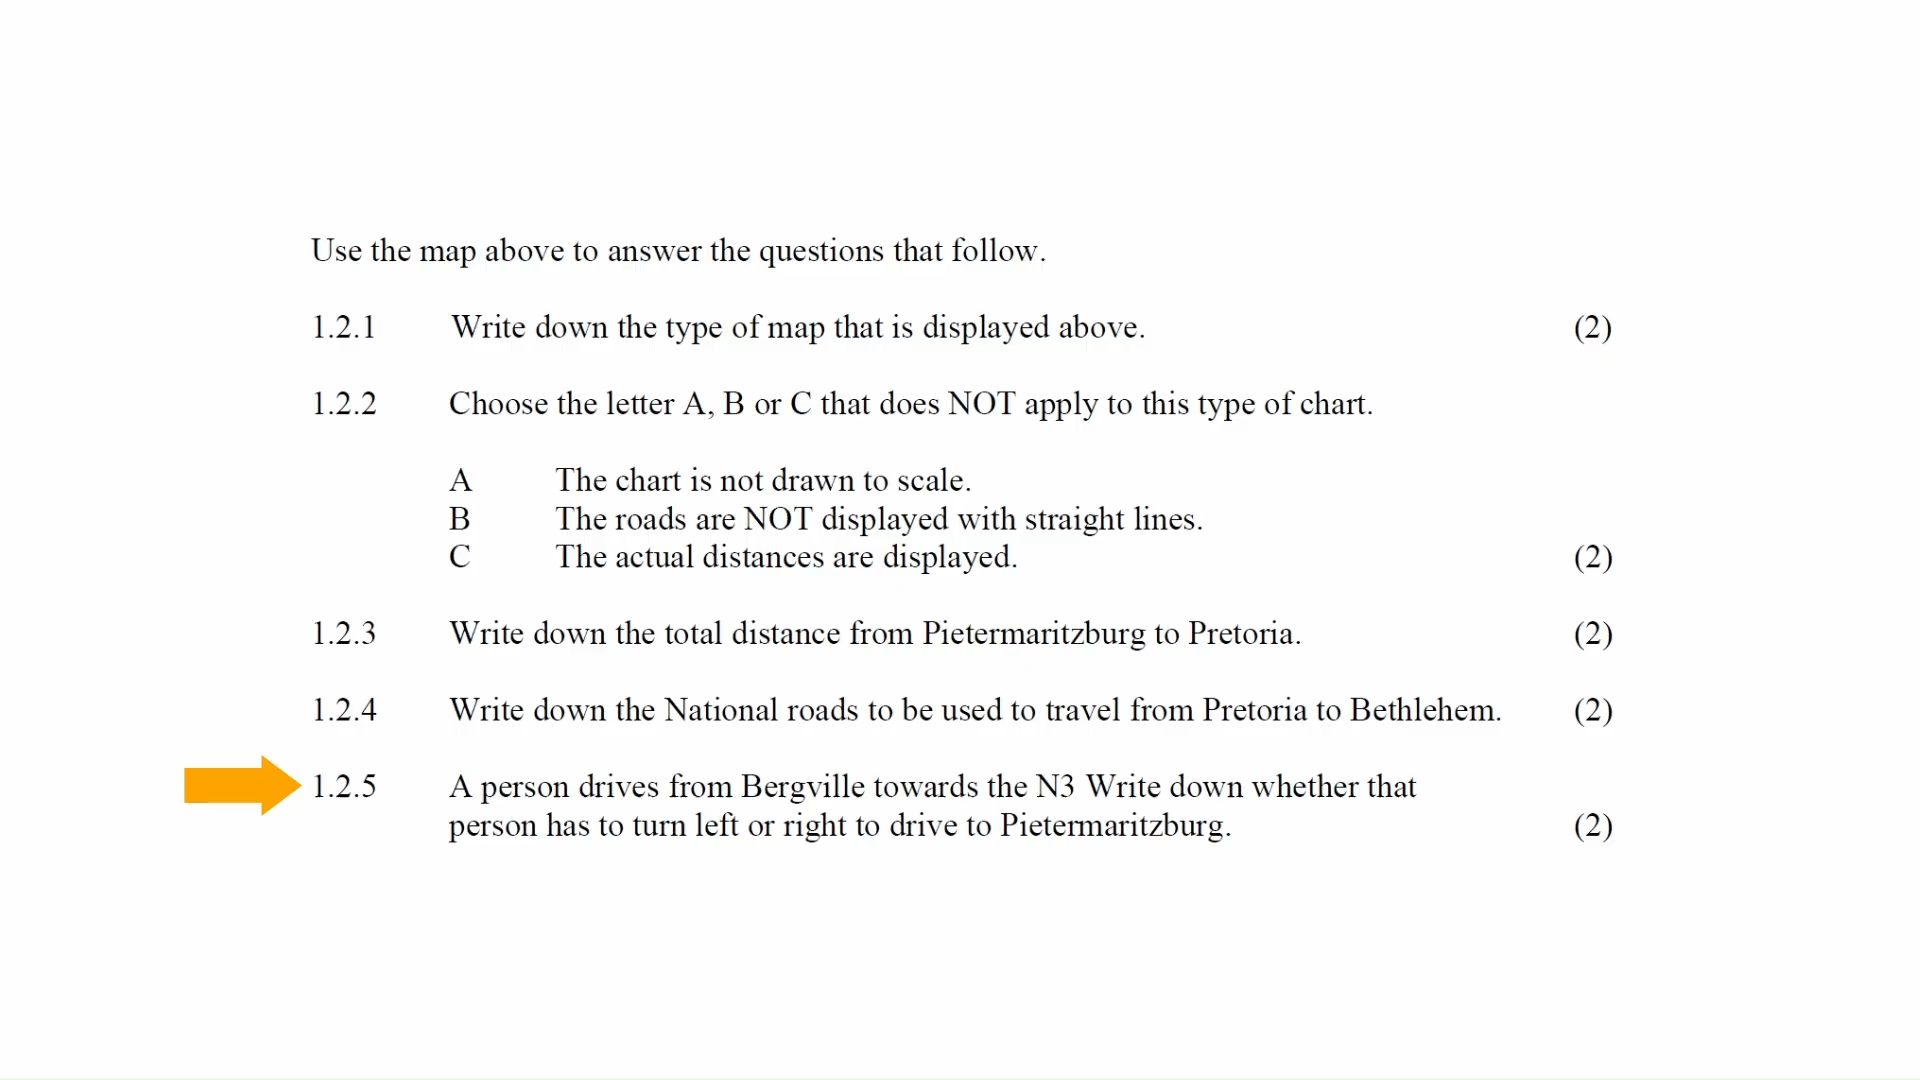 Use the map above to answer the questions that follow.
1.2.1 Write down the type of map that is displayed above. (2)
1.2.2 Choose the letter A, B or C that does NOT apply to this type of chart.
A The chart is not drawn to scale.
B The roads are NOT displayed with straight lines.
C The actual distances are displayed. (2)
1.2.3 Write down the total distance from Pietermaritzburg to Pretoria. (2)
1.2.4 Write down the National roads to be used to travel from Pretoria to Bethlehem. (2)
1.2.5 A person drives from Bergville towards the N3 Write down whether that
person has to turn left or right to drive to Pietermaritzburg. (2)